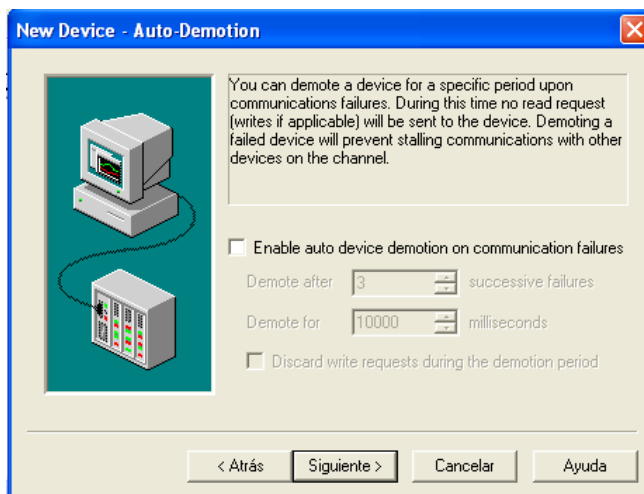 New Device - Auto-Demotion
You can demote a device for a specific period upon
communications failures. During this time no read request
(writes if applicable) will be sent to the device. Demoting a
failed device will prevent stalling communications with other
devices on the channel.
Enable auto device demotion on communication failures
Demote after 3 successive failures
Demote for 10000 milliseconds
Discard write requests during the demotion period
< Atrás Siguiente > Cancelar Ayuda